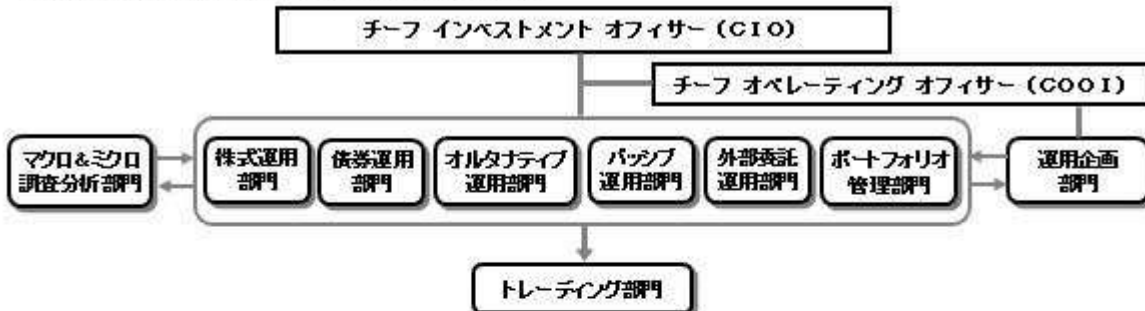 チーフ インベストメント オフィサー (CIO)
チーフ オペレーティング オフィサー (COOI)
マクロ&ミクロ
調査分析部門
株式運用
部門
債券運用
部門
オルタナティブ
運用部門
パッシブ
運用部門
外部委託
運用部門
ポートフォリオ
管理部門
運用企画
部門
トレーディング部門